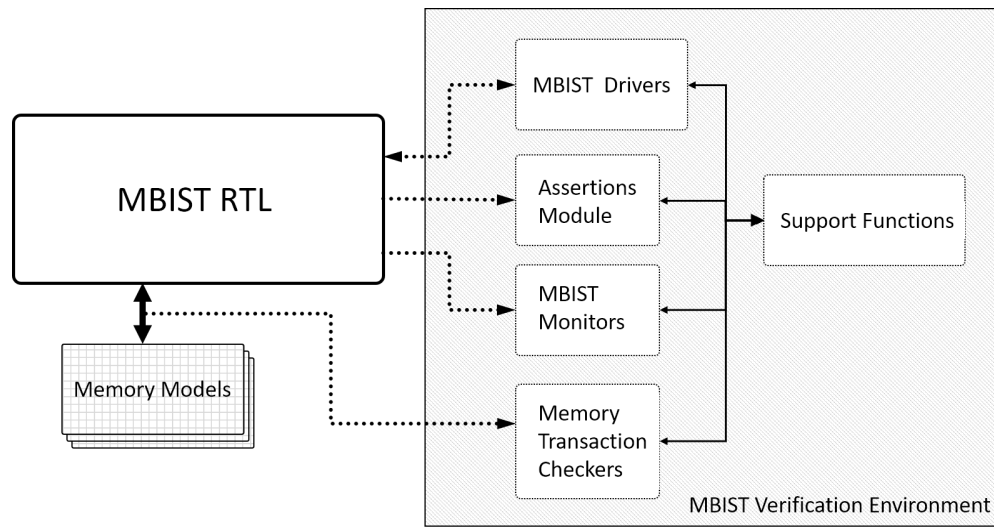 MBIST RTL
Memory Models
MBIST Drivers
Assertions
Module
MBIST
Monitors
Memory
Transaction
Checkers
Support Functions
MBIST Verification Environment